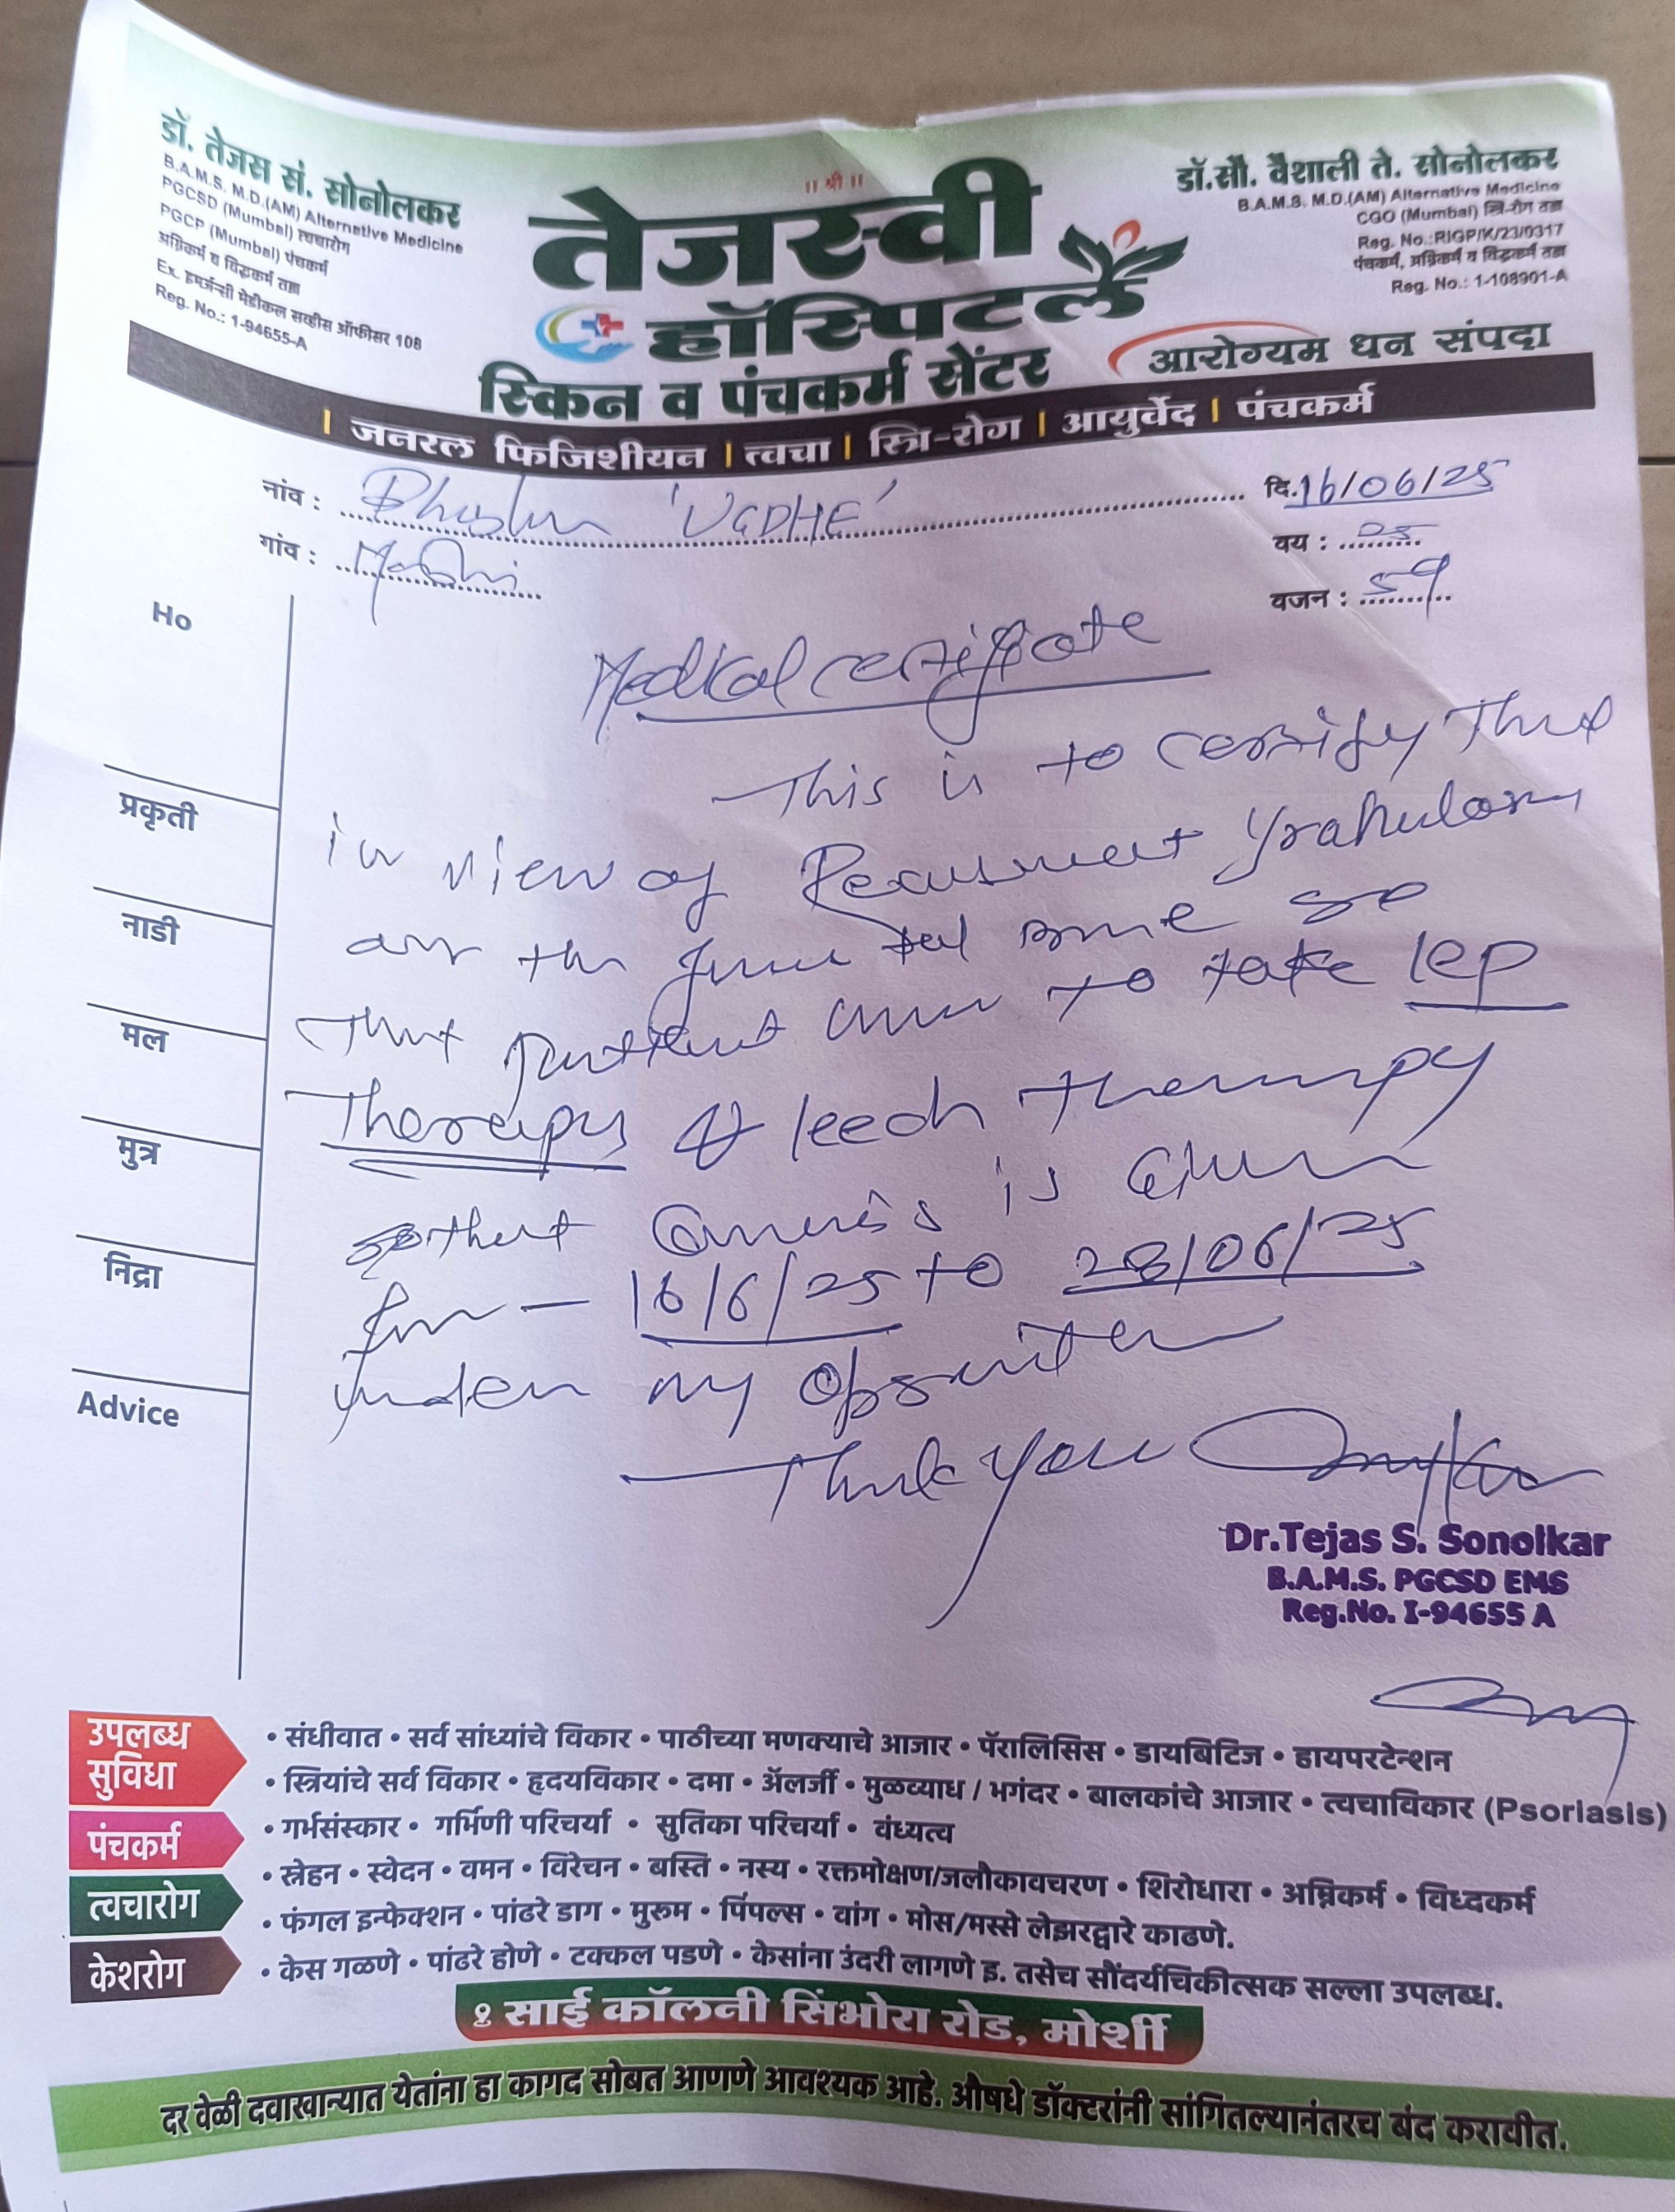 ॥ श्री ॥
डॉ. तेजस सं. सोनोलकर
B.A.M.S. M.D.(AM) Alternative Medicine
PGCSD (Mumbai) त्वचारोग
PGCP (Mumbai) पंचकर्म
अग्निकर्म व विद्धकर्म तज्ञ
Ex. इमर्जन्सी मेडीकल सर्व्हीस ऑफीसर 108
Reg. No.: 1-94655-A
तेजस्वी
हॉस्पिटल
स्किन व पंचकर्म सेंटर
डॉ.सौ. वैशाली ते. सोनोलकर
B.A.M.S. M.D.(AM) Alternative Medicine
CGO (Mumbai) स्त्रि-रोग तज्ञ
Reg. No.:RIGP/K/23/0317
पंचकर्म, अग्निकर्म व विद्धकर्म तज्ञ
Reg. No.: 1-108901-A
आरोग्यम धन संपदा
। जनरल फिजिशीयन । त्वचा । स्त्रि-रोग । आयुर्वेद । पंचकर्म
नांव : दि. 16/06/25
गांव : Morshi वय : 25
वजन : 59
Ho
Medical certificate
This is to certify that
प्रकृती
in view of Recurrent
नाडी
on the some so
that patient to take lep
मल
Therapy & leech therapy
मुत्र
that is given
निद्रा
from — 16/6/25 to 28/06/25
under my
Advice
Thank you
Dr.Tejas S. Sonolkar
B.A.M.S. PGCSD EMS
Reg.No. I-94655 A
उपलब्ध सुविधा
• संधीवात • सर्व सांध्यांचे विकार • पाठीच्या मणक्याचे आजार • पॅरालिसिस • डायबिटिज • हायपरटेन्शन
• स्त्रियांचे सर्व विकार • हृदयविकार • दमा • ॲलर्जी • मुळव्याध / भगंदर • बालकांचे आजार • त्वचाविकार (Psoriasis)
• गर्भसंस्कार • गर्भिणी परिचर्या • सुतिका परिचर्या • वंध्यत्व
पंचकर्म
• स्नेहन • स्वेदन • वमन • विरेचन • बस्ति • नस्य • रक्तमोक्षण/जलौकावचरण • शिरोधारा • अग्निकर्म • विध्दकर्म
त्वचारोग
• फंगल इन्फेक्शन • पांढरे डाग • मुरूम • पिंपल्स • वांग • मोस/मस्से लेझरद्वारे काढणे.
केशरोग
• केस गळणे • पांढरे होणे • टक्कल पडणे • केसांना उंदरी लागणे इ. तसेच सौंदर्यचिकीत्सक सल्ला उपलब्ध.
साई कॉलनी सिंभोरा रोड, मोर्शी
दर वेळी दवाखान्यात येतांना हा कागद सोबत आणणे आवश्यक आहे. औषधे डॉक्टरांनी सांगितल्यानंतरच बंद करावीत.